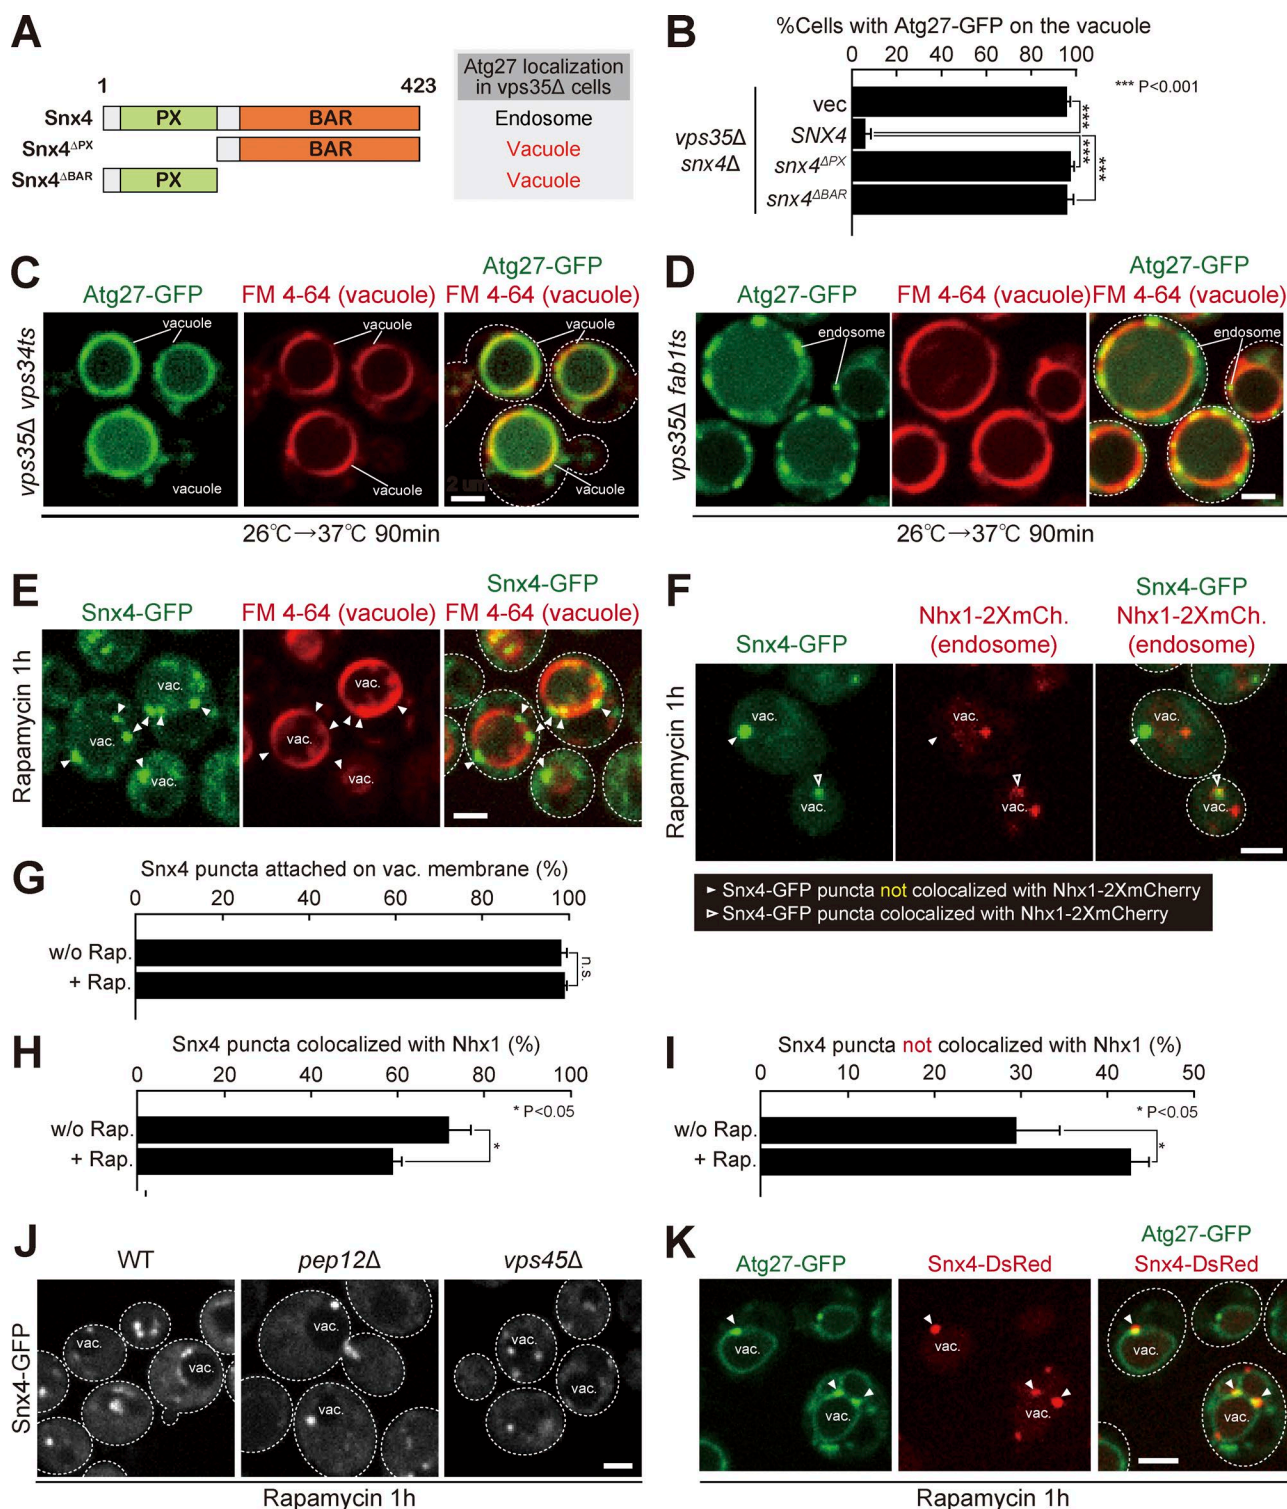 A
1 423
Snx4 PX BAR
Snx4ΔPX BAR
Snx4ΔBAR PX
Atg27 localization
in vps35Δ cells
Endosome
Vacuole
Vacuole
B
%Cells with Atg27-GFP on the vacuole
0 20 40 60 80 100
*** P<0.001
vps35Δ
snx4Δ
vec
SNX4
snx4ΔPX
snx4ΔBAR
***
***
***
C
Atg27-GFP
FM 4-64 (vacuole)
Atg27-GFP
FM 4-64 (vacuole)
vps35Δ vps34ts
vacuole
vacuole
vacuole
vacuole
vacuole
vacuole
2 um
26℃→37℃ 90min
D
Atg27-GFP
FM 4-64 (vacuole)
Atg27-GFP
FM 4-64 (vacuole)
vps35Δ fab1ts
endosome
endosome
26℃→37℃ 90min
E
Snx4-GFP
FM 4-64 (vacuole)
Snx4-GFP
FM 4-64 (vacuole)
Rapamycin 1h
vac.
vac.
vac.
vac.
vac.
vac.
F
Snx4-GFP
Nhx1-2XmCh.
(endosome)
Snx4-GFP
Nhx1-2XmCh.
(endosome)
Rapamycin 1h
vac.
vac.
vac.
vac.
vac.
vac.
Snx4-GFP puncta not colocalized with Nhx1-2XmCherry
Snx4-GFP puncta colocalized with Nhx1-2XmCherry
G
Snx4 puncta attached on vac. membrane (%)
0 20 40 60 80 100
w/o Rap.
+ Rap.
n.s.
H
Snx4 puncta colocalized with Nhx1 (%)
0 20 40 60 80 100
* P<0.05
w/o Rap.
+ Rap.
*
I
Snx4 puncta not colocalized with Nhx1 (%)
0 10 20 30 40 50
* P<0.05
w/o Rap.
+ Rap.
*
J
WT
pep12Δ
vps45Δ
Snx4-GFP
vac.
vac.
vac.
vac.
vac.
vac.
Rapamycin 1h
K
Atg27-GFP
Snx4-DsRed
Atg27-GFP
Snx4-DsRed
vac.
vac.
vac.
vac.
vac.
vac.
Rapamycin 1h